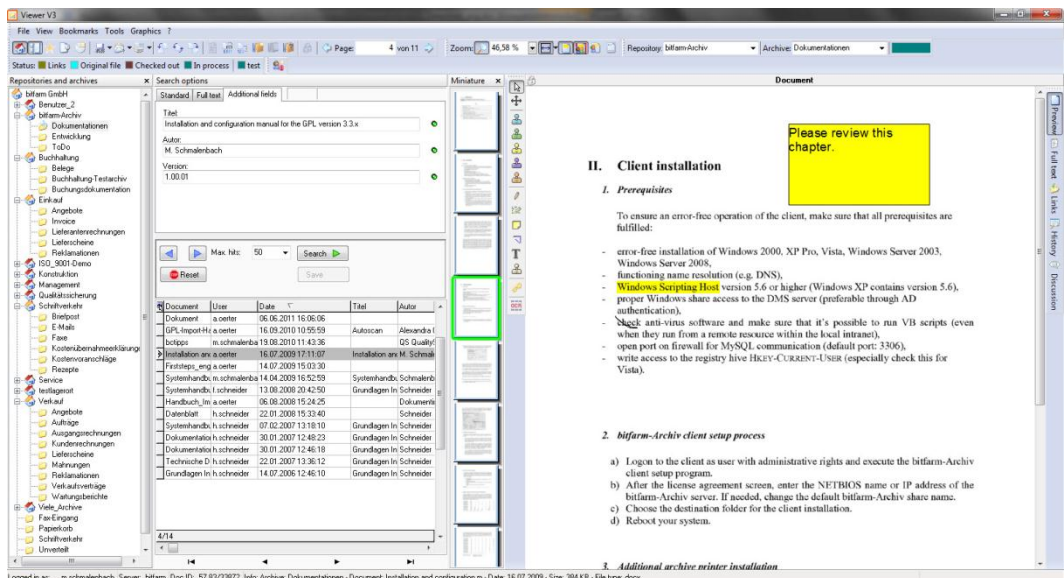 Viewer V3
File View Bookmarks Tools Graphics ?
Page: 4 von 11 Zoom: 46,58 % Repository: bitfarm-Archiv Archive: Dokumentationen
Status: Links Original file Checked out In process test
Repositories and archives
bitfarm GmbH
Benutzer_2
bitfarm-Archiv
Dokumentationen
Entwicklung
ToDo
Buchhaltung
Belege
Buchhaltung-Testarchiv
Buchungsdokumentation
Einkauf
Angebote
Invoice
Lieferantenrechnungen
Lieferscheine
Reklamationen
ISO_9001-Demo
Konstruktion
Management
Qualitätssicherung
Schriftverkehr
Briefpost
E-Mails
Faxe
Kostenübernahmeerklärung
Kostenvoranschläge
Rezepte
Service
testlagerort
Verkauf
Angebote
Aufträge
Ausgangsrechnungen
Kundenrechnungen
Lieferscheine
Mahnungen
Reklamationen
Verkaufsverträge
Wartungsberichte
Viele_Archive
Fax-Eingang
Papierkorb
Schriftverkehr
Unverteilt
Search options
Standard Full text Additional fields
Titel:
Installation and configuration manual for the GPL version 3.3.x
Autor:
M. Schmalenbach
Version:
1.00.01
Max. hits: 50 Search
Reset Save
Document User Date Titel Autor
Dokument a.oerter 06.06.2011 16:06:06
GPL-Import-Ha a.oerter 16.09.2010 10:55:59 Autoscan Alexandra
bctipps m.schmalenba 19.08.2010 11:43:36 QS Quality
Installation an a.oerter 16.07.2009 17:11:07 Installation an M. Schmal
Firststeps_eng a.oerter 14.07.2009 15:03:30
Systemhandb m.schmalenba 14.04.2009 16:52:59 Systemhandb Schmalenb
Systemhandb l.schneider 13.08.2008 20:42:50 Grundlagen In Schneider
Handbuch_Im a.oerter 06.08.2008 15:24:25 Dokumenti
Datenblatt h.schneider 22.01.2008 15:33:40 Schneider
Systemhandb h.schneider 07.02.2007 13:18:10 Grundlagen In Schneider
Dokumentatio h.schneider 30.01.2007 12:48:23 Grundlagen In Schneider
Dokumentatio h.schneider 30.01.2007 12:46:18 Grundlagen In Schneider
Technische D h.schneider 22.01.2007 13:36:12 Grundlagen In Schneider
Grundlagen In h.schneider 14.07.2006 12:46:10 Grundlagen In Schneider
4/14
Miniature
Document
Please review this
chapter.
II. Client installation
1. Prerequisites
To ensure an error-free operation of the client, make sure that all prerequisites are
fulfilled:
- error-free installation of Windows 2000, XP Pro, Vista, Windows Server 2003,
Windows Server 2008,
- functioning name resolution (e.g. DNS),
- Windows Scripting Host version 5.6 or higher (Windows XP contains version 5.6),
- proper Windows share access to the DMS server (preferable through AD
authentication),
- check anti-virus software and make sure that it's possible to run VB scripts (even
when they run from a remote resource within the local intranet),
- open port on firewall for MySQL communication (default port: 3306),
- write access to the registry hive HKEY-CURRENT-USER (especially check this for
Vista).
2. bitfarm-Archiv client setup process
a) Logon to the client as user with administrative rights and execute the bitfarm-Archiv
client setup program.
b) After the license agreement screen, enter the NETBIOS name or IP address of the
bitfarm-Archiv server. If needed, change the default bitfarm-Archiv share name.
c) Choose the destination folder for the client installation.
d) Reboot your system.
3. Additional archive printer installation
Preview
Full text
Links
History
Discussion